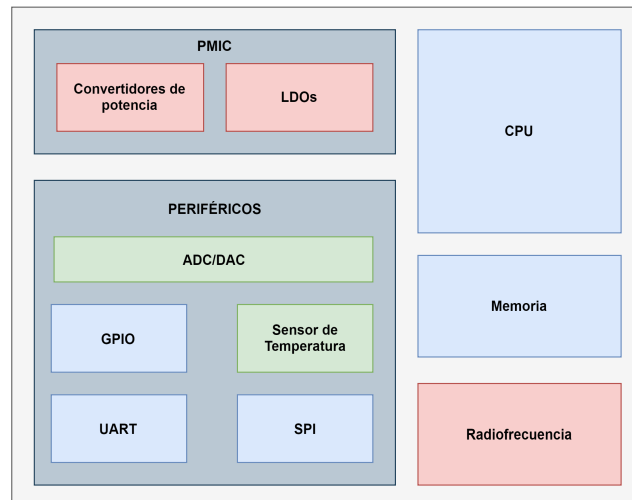 PMIC
Convertidores de
potencia
LDOs
CPU
PERIFÉRICOS
ADC/DAC
GPIO
Sensor de
Temperatura
UART
SPI
Memoria
Radiofrecuencia